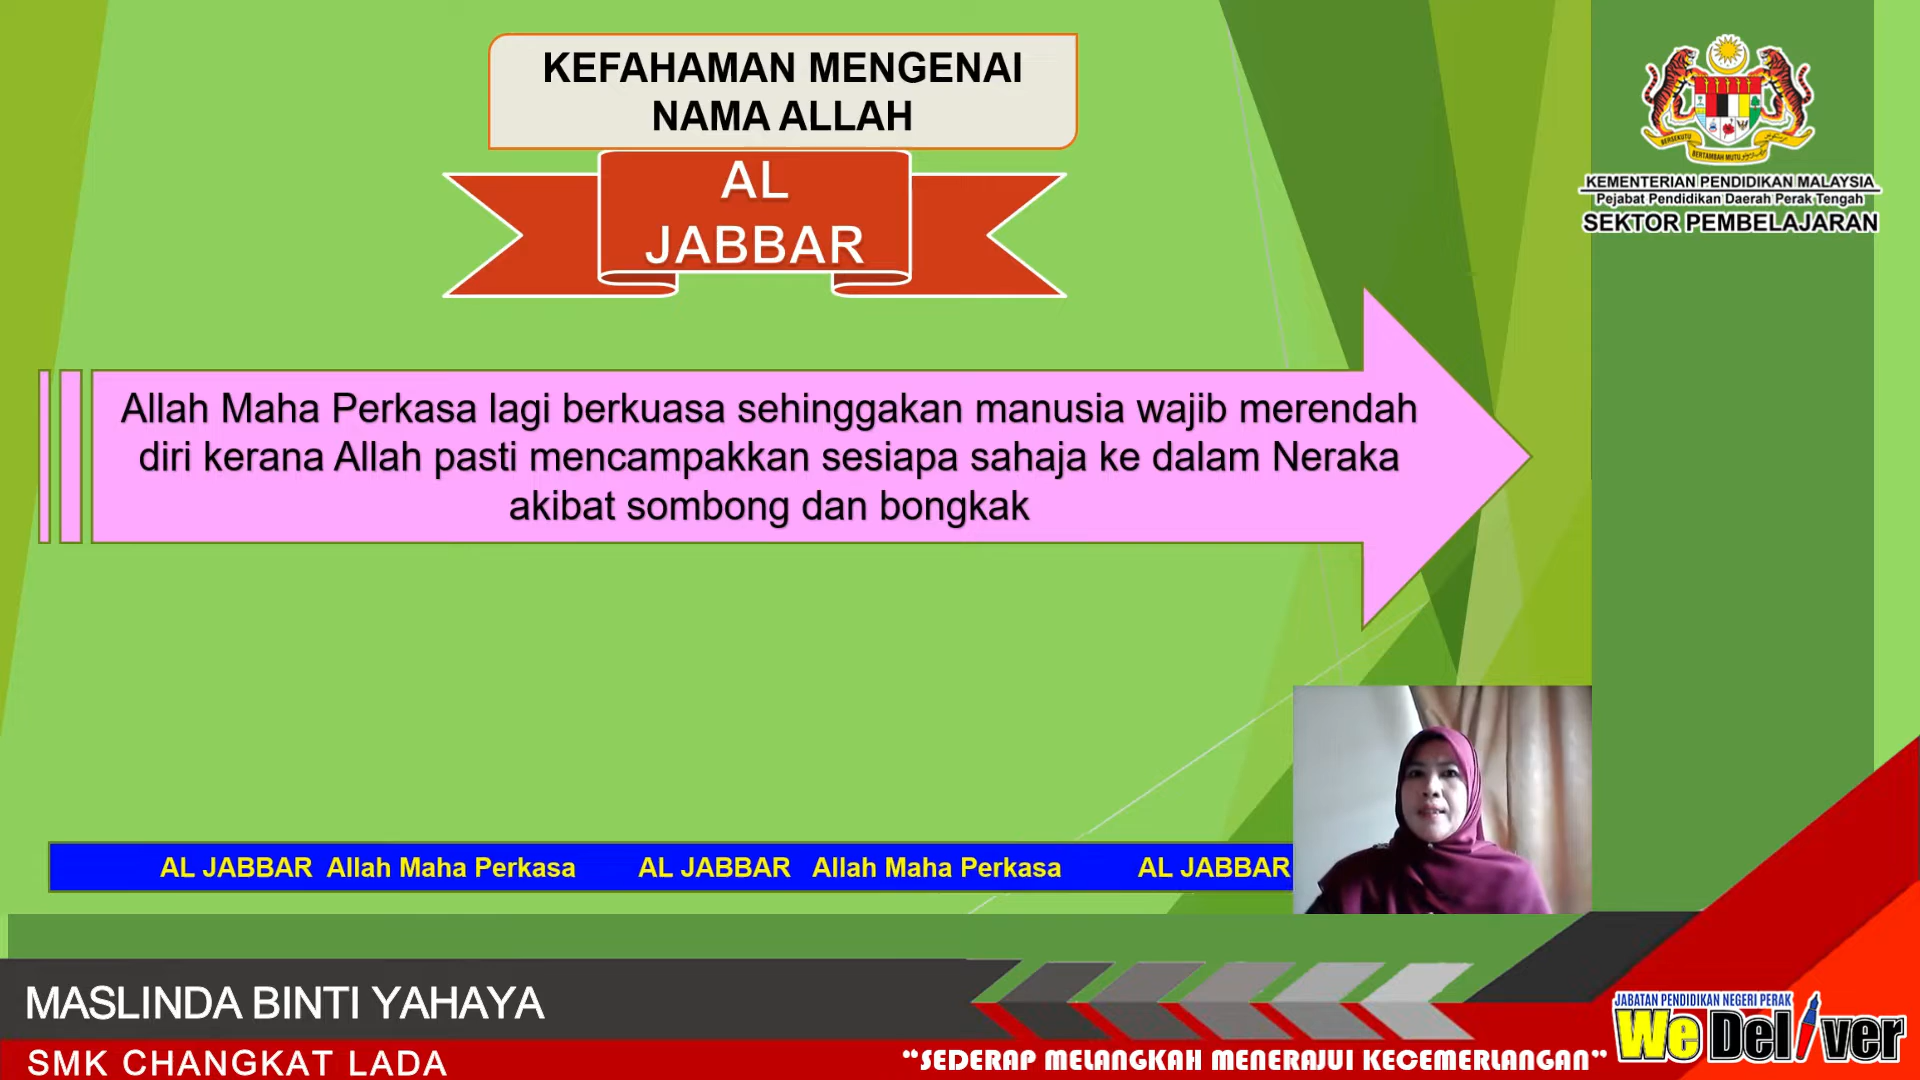 KEFAHAMAN MENGENAI
NAMA ALLAH
AL
JABBAR
BERSEKUTU
BERTAMBAH MUTU
KEMENTERIAN PENDIDIKAN MALAYSIA
Pejabat Pendidikan Daerah Perak Tengah
SEKTOR PEMBELAJARAN
Allah Maha Perkasa lagi berkuasa sehinggakan manusia wajib merendah
diri kerana Allah pasti mencampakkan sesiapa sahaja ke dalam Neraka
akibat sombong dan bongkak
AL JABBAR Allah Maha Perkasa AL JABBAR Allah Maha Perkasa AL JABBAR
MASLINDA BINTI YAHAYA
SMK CHANGKAT LADA
"SEDERAP MELANGKAH MENERAJUI KECEMERLANGAN"
JABATAN PENDIDIKAN NEGERI PERAK
We Deliver